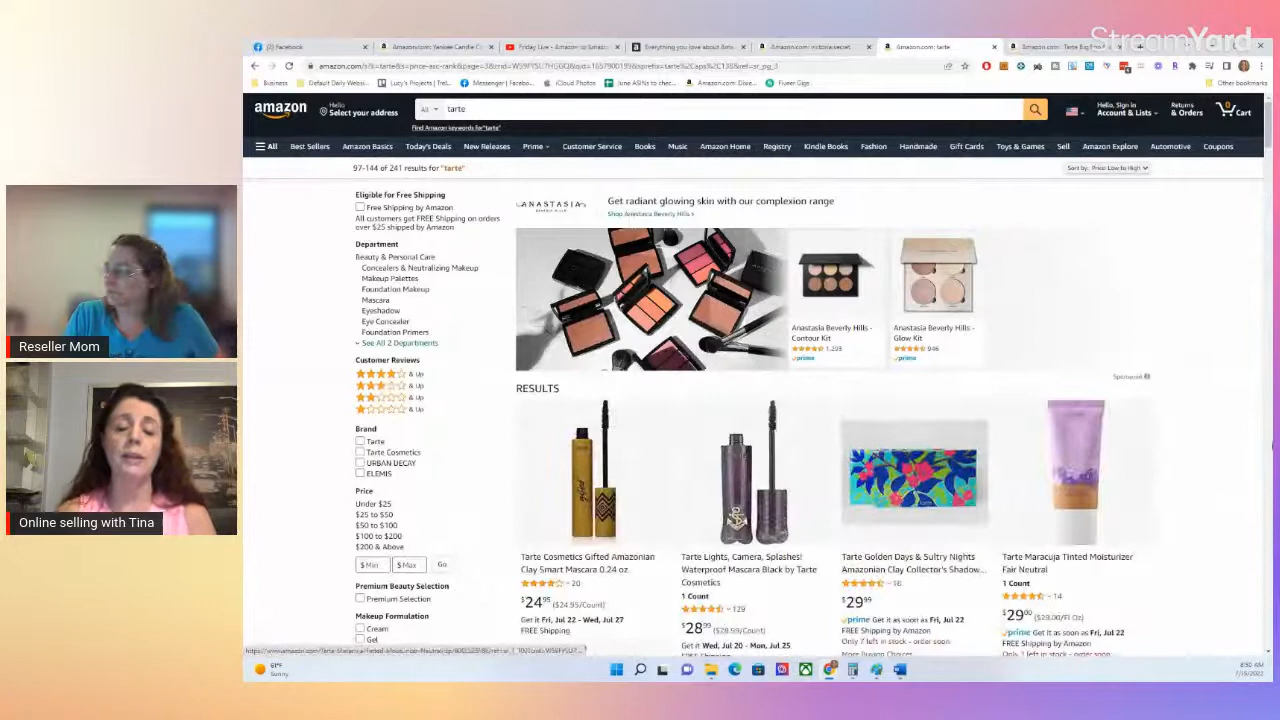 StreamYard
(3) Facebook
Amazon.com: Yankee Candle C
Friday Live - Amazon to Amazo
Everything you love about Bate
Amazon.com: victoria secret
Amazon.com: tarte
Amazon.com: Tarte Big
Business
Default Daily Websi...
Lucy's Projects | Trel...
Messenger | Facebo...
iCloud Photos
June ASINs to chec...
Amazon.com: Disne...
Fiverr Gigs
Other bookmarks
amazon
Hello
Select your address
All
tarte
Find Amazon keywords for "tarte"
Hello, Sign in
Account & Lists
Returns
& Orders
0
Cart
All Best Sellers Amazon Basics Today's Deals New Releases Prime Customer Service Books Music Amazon Home Registry Kindle Books Fashion Handmade Gift Cards Toys & Games Sell Amazon Explore Automotive Coupons
97-144 of 241 results for "tarte"
Sort by: Price: Low to High
Eligible for Free Shipping
Free Shipping by Amazon
All customers get FREE Shipping on orders
over $25 shipped by Amazon
Department
Beauty & Personal Care
Concealers & Neutralizing Makeup
Makeup Palettes
Foundation Makeup
Mascara
Eyeshadow
Eye Concealer
Foundation Primers
See All 2 Departments
Customer Reviews
& Up
& Up
& Up
& Up
Brand
Tarte
Tarte Cosmetics
URBAN DECAY
ELEMIS
Price
Under $25
$25 to $50
$50 to $100
$100 to $200
$200 & Above
$ Min
$ Max
Go
Premium Beauty Selection
Premium Selection
Makeup Formulation
Cream
Gel
ANASTASIA
BEVERLY HILLS
Get radiant glowing skin with our complexion range
Shop Anastasia Beverly Hills ›
Anastasia Beverly Hills -
Contour Kit
1,295
prime
Anastasia Beverly Hills -
Glow Kit
946
prime
Sponsored
RESULTS
gifted
Tarte Cosmetics Gifted Amazonian
Clay Smart Mascara 0.24 oz
20
$24.95 ($24.95/Count)
Get it Fri, Jul 22 - Wed, Jul 27
FREE Shipping
Tarte Lights, Camera, Splashes!
Waterproof Mascara Black by Tarte
Cosmetics
1 Count
129
$28.99 ($28.99/Count)
Get it Wed, Jul 20 - Mon, Jul 25
Tarte Golden Days & Sultry Nights
Amazonian Clay Collector's Shadow...
18
$29.99
prime Get it as soon as Fri, Jul 22
FREE Shipping by Amazon
Only 7 left in stock - order soon.
More Buying Choices
Tarte Maracuja Tinted Moisturizer
Fair Neutral
1 Count
14
$29.00 ($29.00/Fl Oz)
prime Get it as soon as Fri, Jul 22
FREE Shipping by Amazon
Only 1 left in stock - order soon.
Reseller Mom
Online selling with Tina
61°F
Sunny
8:50 AM
7/15/2022